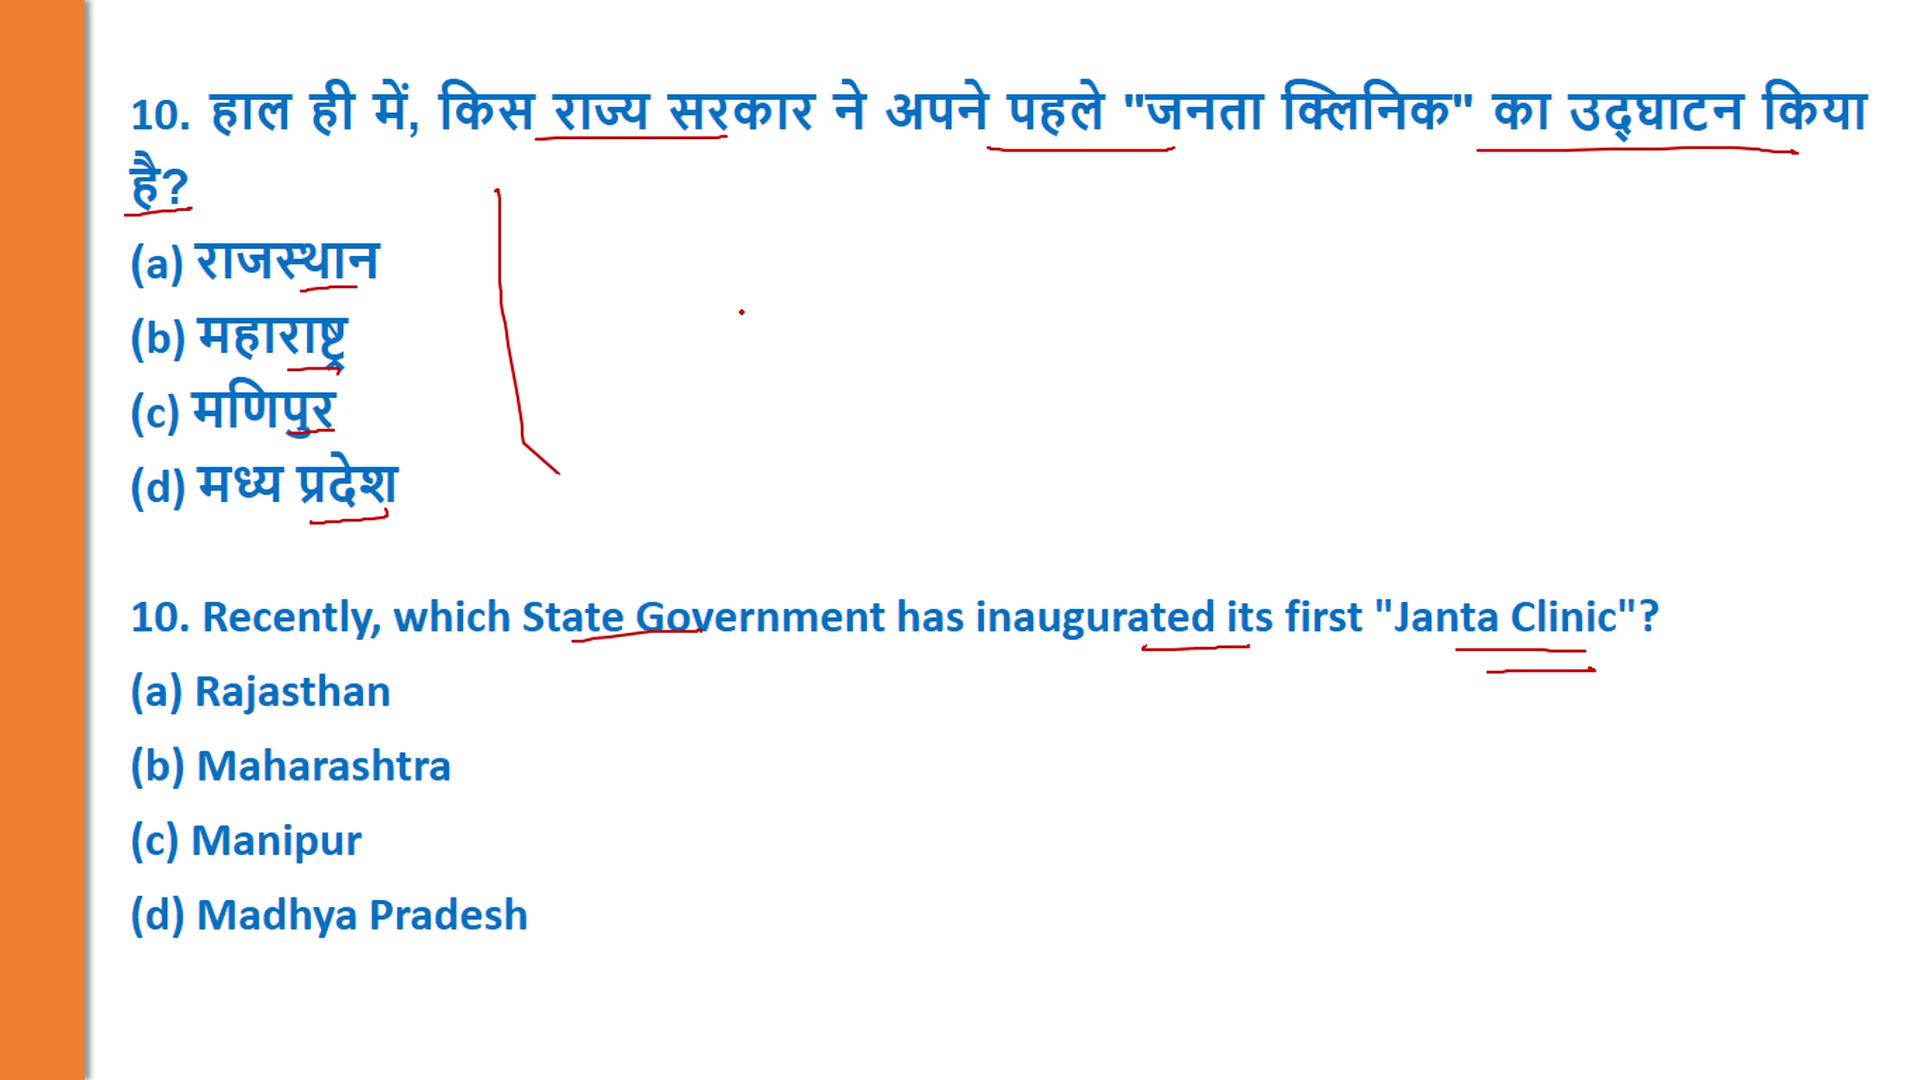 10. हाल ही में, किस राज्य सरकार ने अपने पहले "जनता क्लिनिक" का उद्घाटन किया
है?
(a) राजस्थान
(b) महाराष्ट्र
(c) मणिपुर
(d) मध्य प्रदेश
10. Recently, which State Government has inaugurated its first "Janta Clinic"?
(a) Rajasthan
(b) Maharashtra
(c) Manipur
(d) Madhya Pradesh